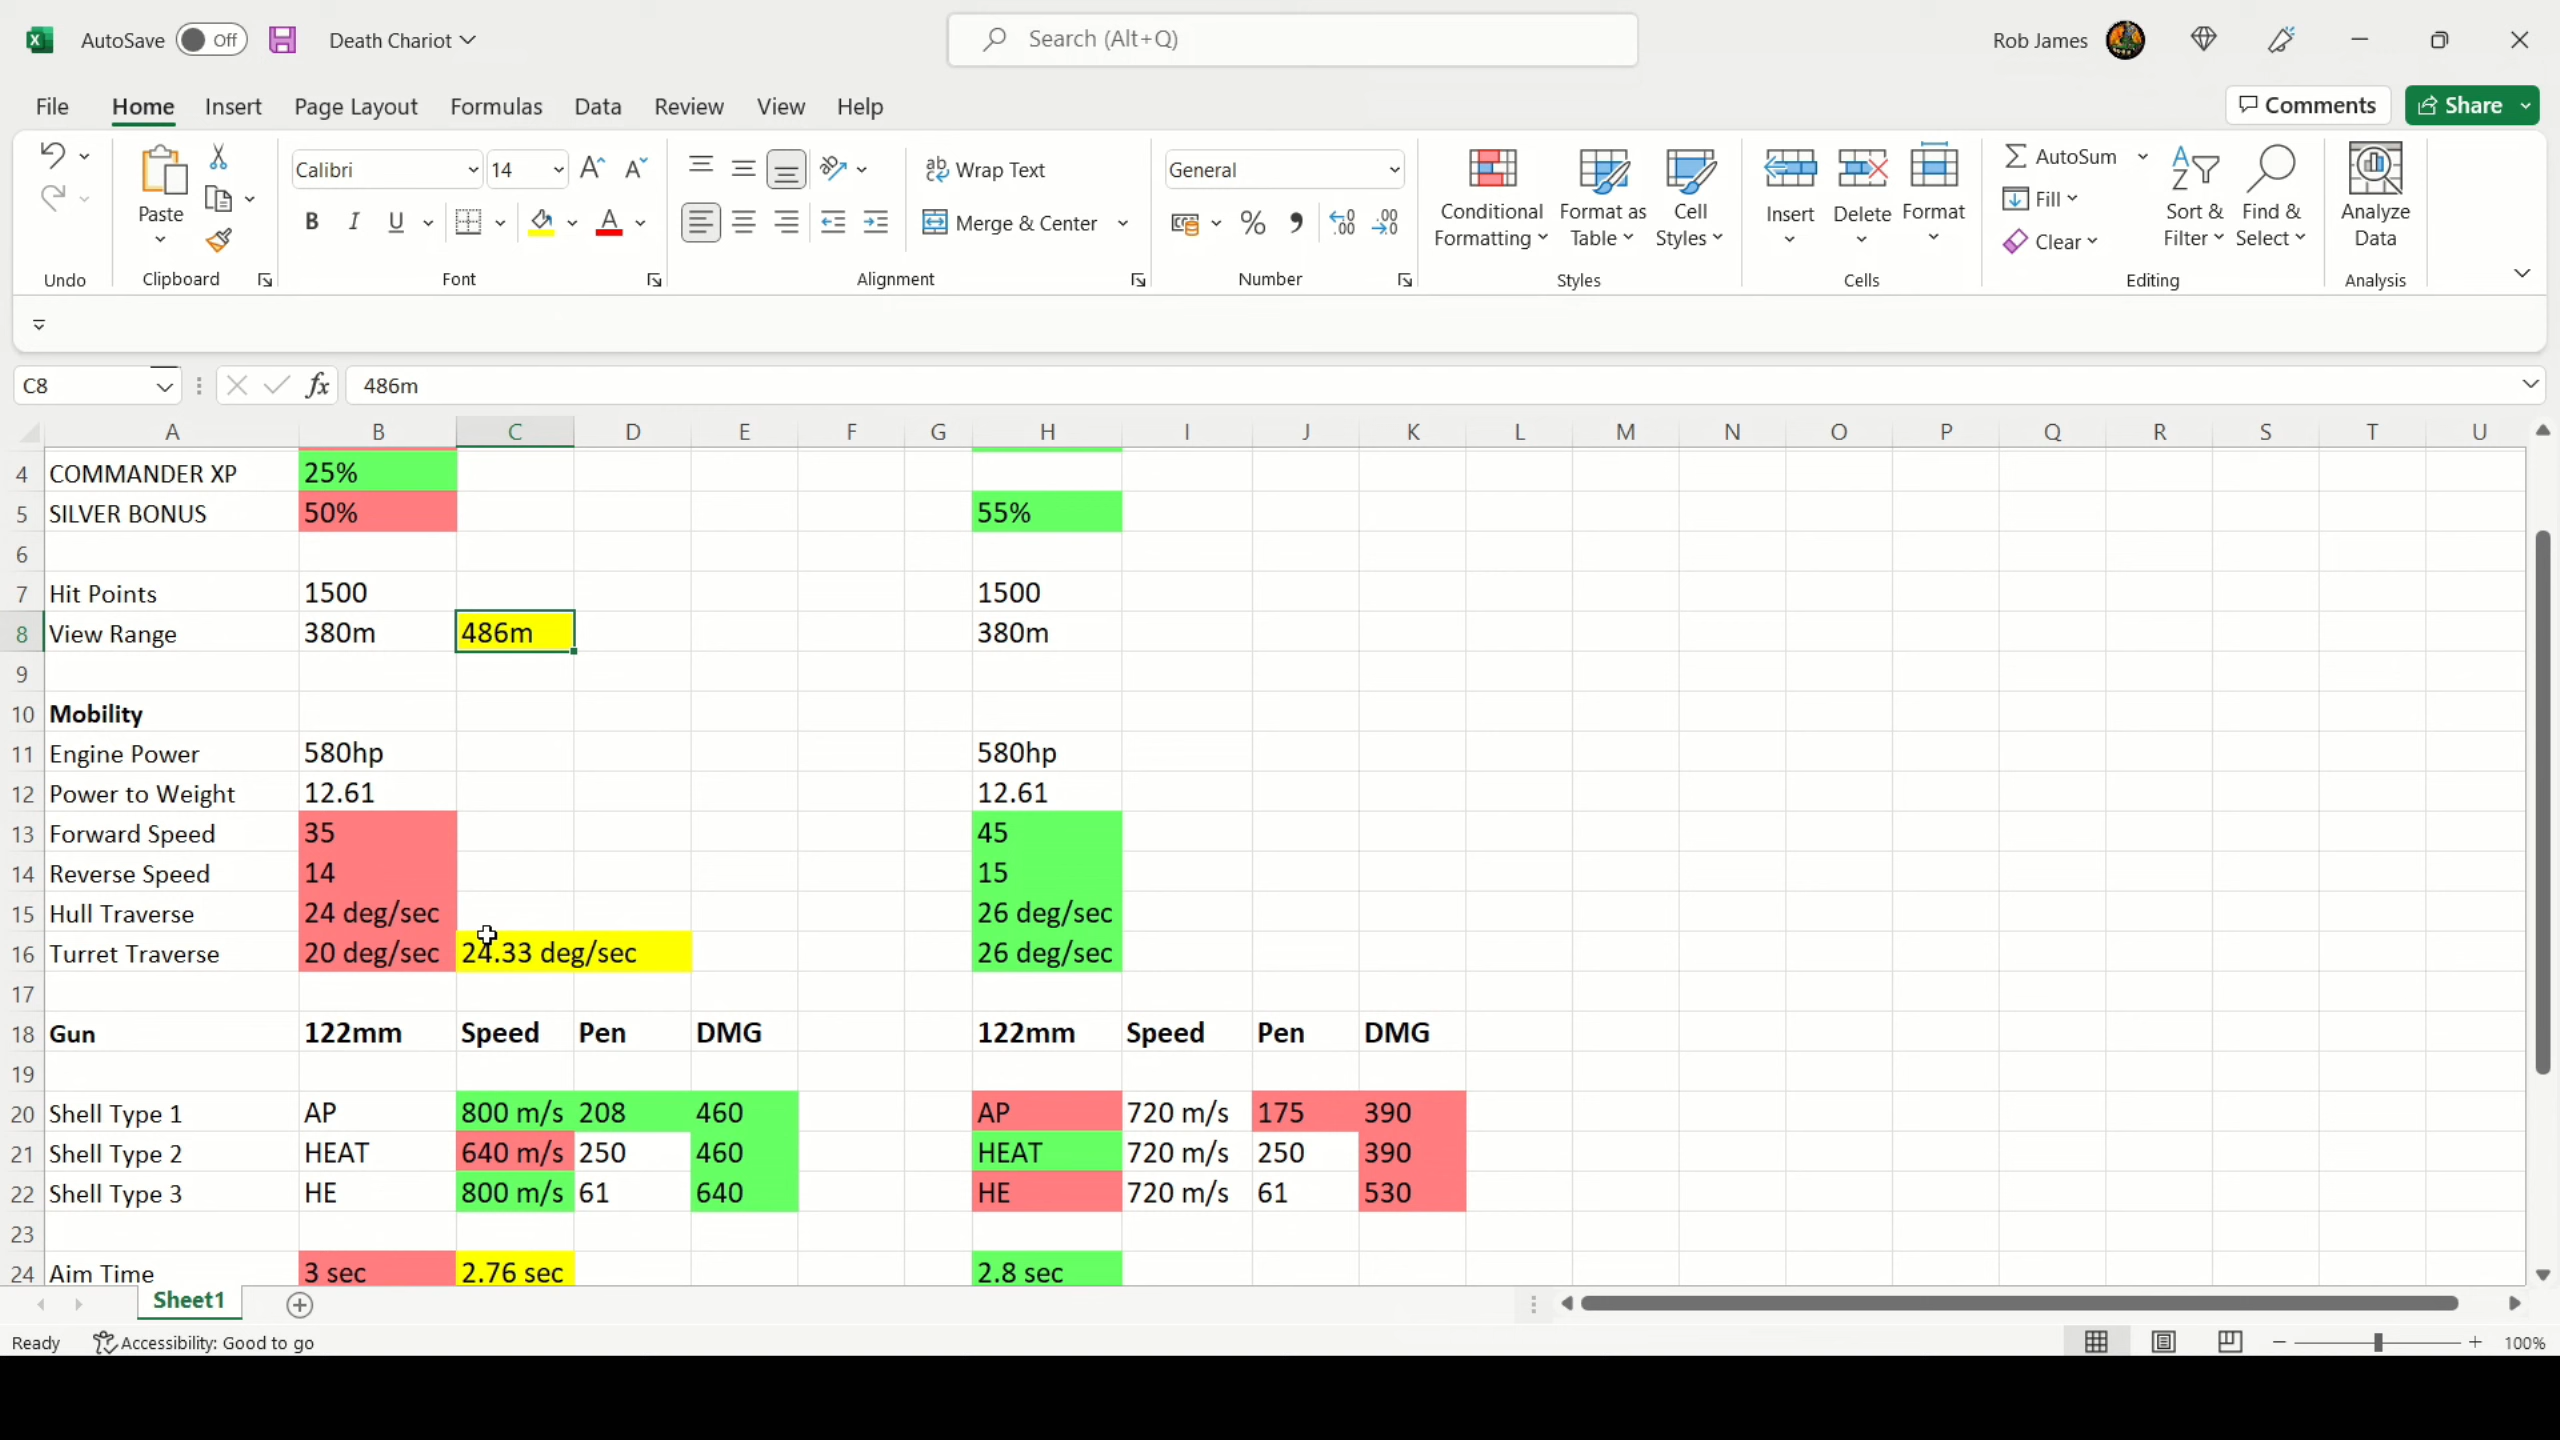 AutoSave Off Death Chariot Search (Alt+Q) Rob James
File Home Insert Page Layout Formulas Data Review View Help Comments Share
Paste Calibri 14 Wrap Text General Conditional Formatting Format as Table Cell Styles Insert Delete Format AutoSum Sort & Filter Find & Select Analyze Data
B I U Merge & Center % Fill Clear
Undo Clipboard Font Alignment Number Styles Cells Editing Analysis
C8 fx 486m
A B C D E F G H I J K L M N O P Q R S T U
4 COMMANDER XP 25%
5 SILVER BONUS 50% 55%
6
7 Hit Points 1500 1500
8 View Range 380m 486m 380m
9
10 Mobility
11 Engine Power 580hp 580hp
12 Power to Weight 12.61 12.61
13 Forward Speed 35 45
14 Reverse Speed 14 15
15 Hull Traverse 24 deg/sec 26 deg/sec
16 Turret Traverse 20 deg/sec 24.33 deg/sec 26 deg/sec
17
18 Gun 122mm Speed Pen DMG 122mm Speed Pen DMG
19
20 Shell Type 1 AP 800 m/s 208 460 AP 720 m/s 175 390
21 Shell Type 2 HEAT 640 m/s 250 460 HEAT 720 m/s 250 390
22 Shell Type 3 HE 800 m/s 61 640 HE 720 m/s 61 530
23
24 Aim Time 3 sec 2.76 sec 2.8 sec
Sheet1
Ready Accessibility: Good to go 100%